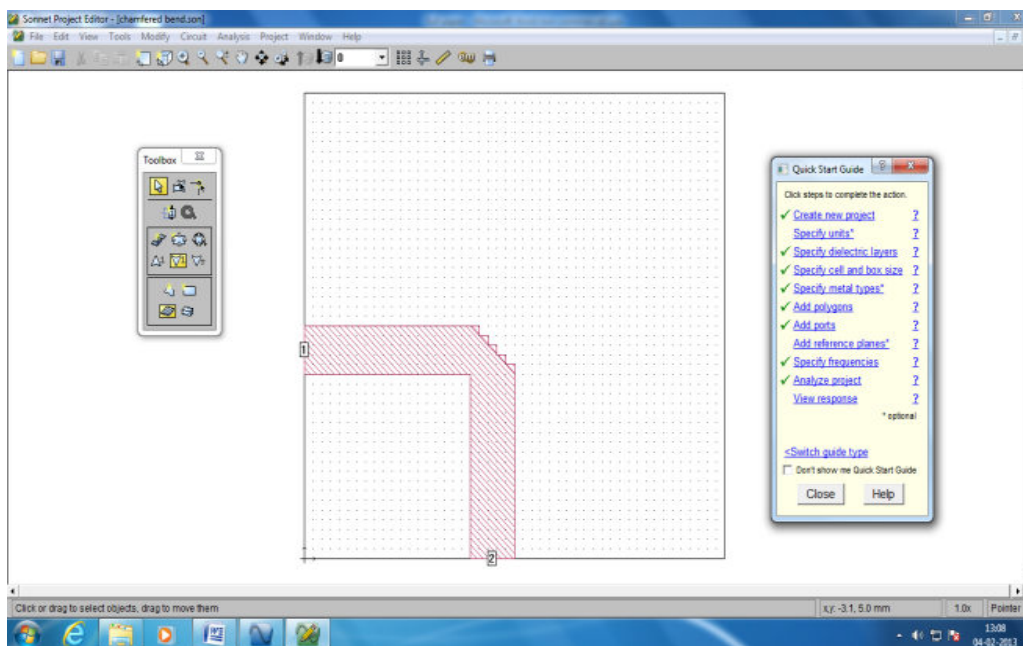 Sonnet Project Editor - [chamfered bend.son]
File Edit View Tools Modify Circuit Analysis Project Window Help
0
Toolbox
1
2
Quick Start Guide
Click steps to complete the action.
Create new project ?
Specify units* ?
Specify dielectric layers ?
Specify cell and box size ?
Specify metal types* ?
Add polygons ?
Add ports ?
Add reference planes* ?
Specify frequencies ?
Analyze project ?
View response ?
* optional
<Switch guide type
Don't show me Quick Start Guide
Close Help
Click or drag to select objects, drag to move them
x,y: -3.1, 5.0 mm 1.0x Pointer
13:08
04-02-2013